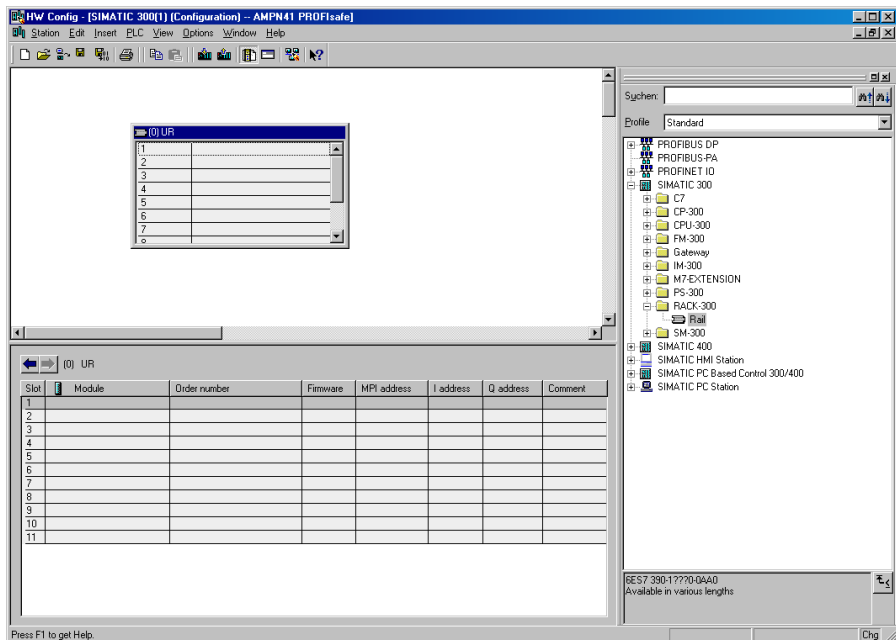 HW Config - [SIMATIC 300(1) (Configuration) -- AMPN41 PROFIsafe]
Station Edit Insert PLC View Options Window Help
(0) UR
1
2
3
4
5
6
7
8
Suchen:
Profile Standard
PROFIBUS DP
PROFIBUS-PA
PROFINET IO
SIMATIC 300
C7
CP-300
CPU-300
FM-300
Gateway
IM-300
M7-EXTENSION
PS-300
RACK-300
Rail
SM-300
SIMATIC 400
SIMATIC HMI Station
SIMATIC PC Based Control 300/400
SIMATIC PC Station
(0) UR
Slot Module Order number Firmware MPI address I address Q address Comment
1
2
3
4
5
6
7
8
9
10
11
6ES7 390-1???0-0AA0
Available in various lengths
Press F1 to get Help.
Chg